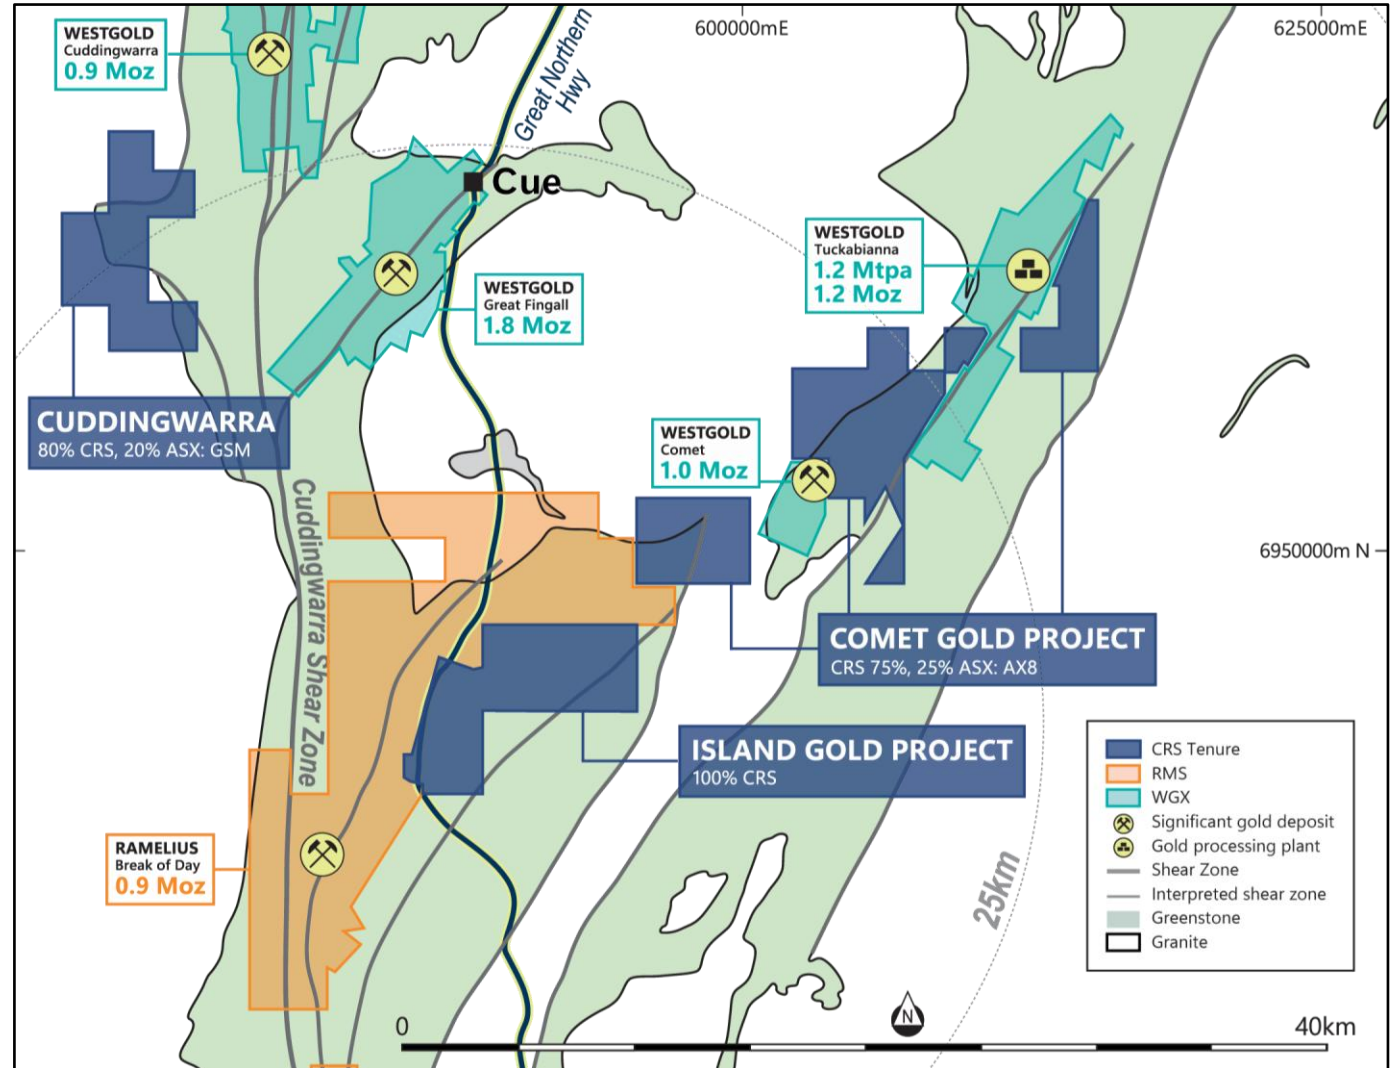 WESTGOLD
Cuddingwarra
0.9 Moz
Great Northern
Hwy
600000mE
625000mE
Cue
WESTGOLD
Great Fingall
1.8 Moz
WESTGOLD
Tuckabianna
1.2 Mtpa
1.2 Moz
CUDDINGWARRA
80% CRS, 20% ASX: GSM
WESTGOLD
Comet
1.0 Moz
Cuddingwarra Shear Zone
6950000m N
COMET GOLD PROJECT
CRS 75%, 25% ASX: AX8
ISLAND GOLD PROJECT
100% CRS
RAMELIUS
Break of Day
0.9 Moz
25km
CRS Tenure
RMS
WGX
Significant gold deposit
Gold processing plant
Shear Zone
Interpreted shear zone
Greenstone
Granite
N
0
40km